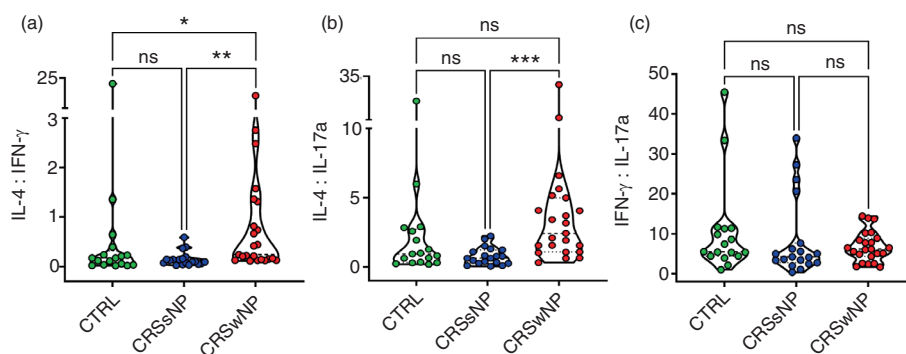 (a)
*
ns
**
25
3
2
1
0
IL-4 : IFN-γ
CTRL
CRSsNP
CRSwNP
(b)
ns
ns
***
35
10
5
0
IL-4 : IL-17a
CTRL
CRSsNP
CRSwNP
(c)
ns
ns
ns
50
40
30
20
10
0
IFN-γ : IL-17a
CTRL
CRSsNP
CRSwNP